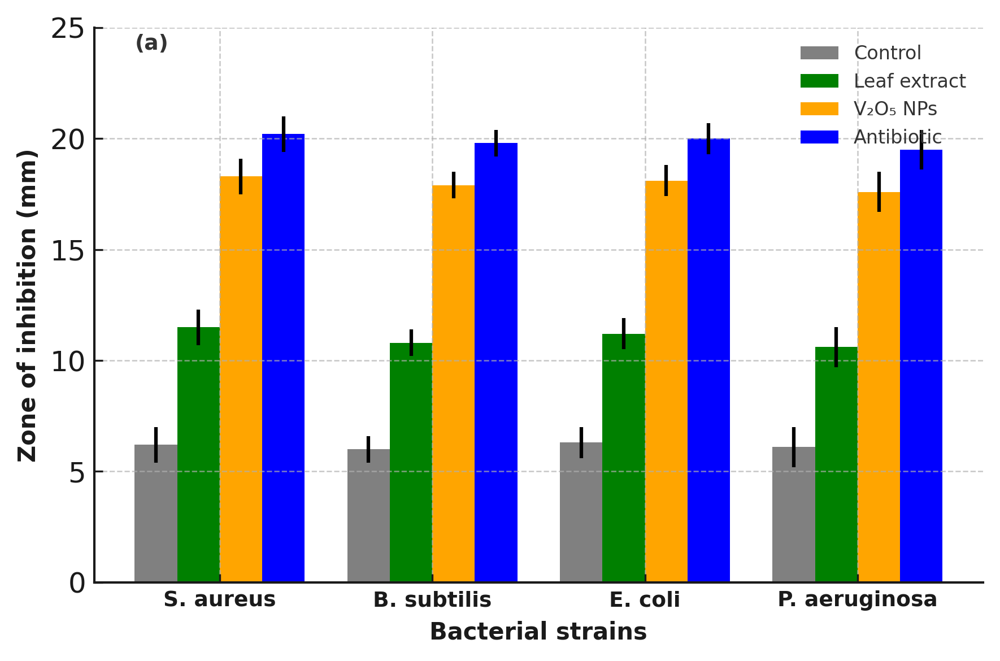 (a)
Control
Leaf extract
V₂O₅ NPs
Antibiotic
Zone of inhibition (mm)
25
20
15
10
5
0
S. aureus
B. subtilis
E. coli
P. aeruginosa
Bacterial strains